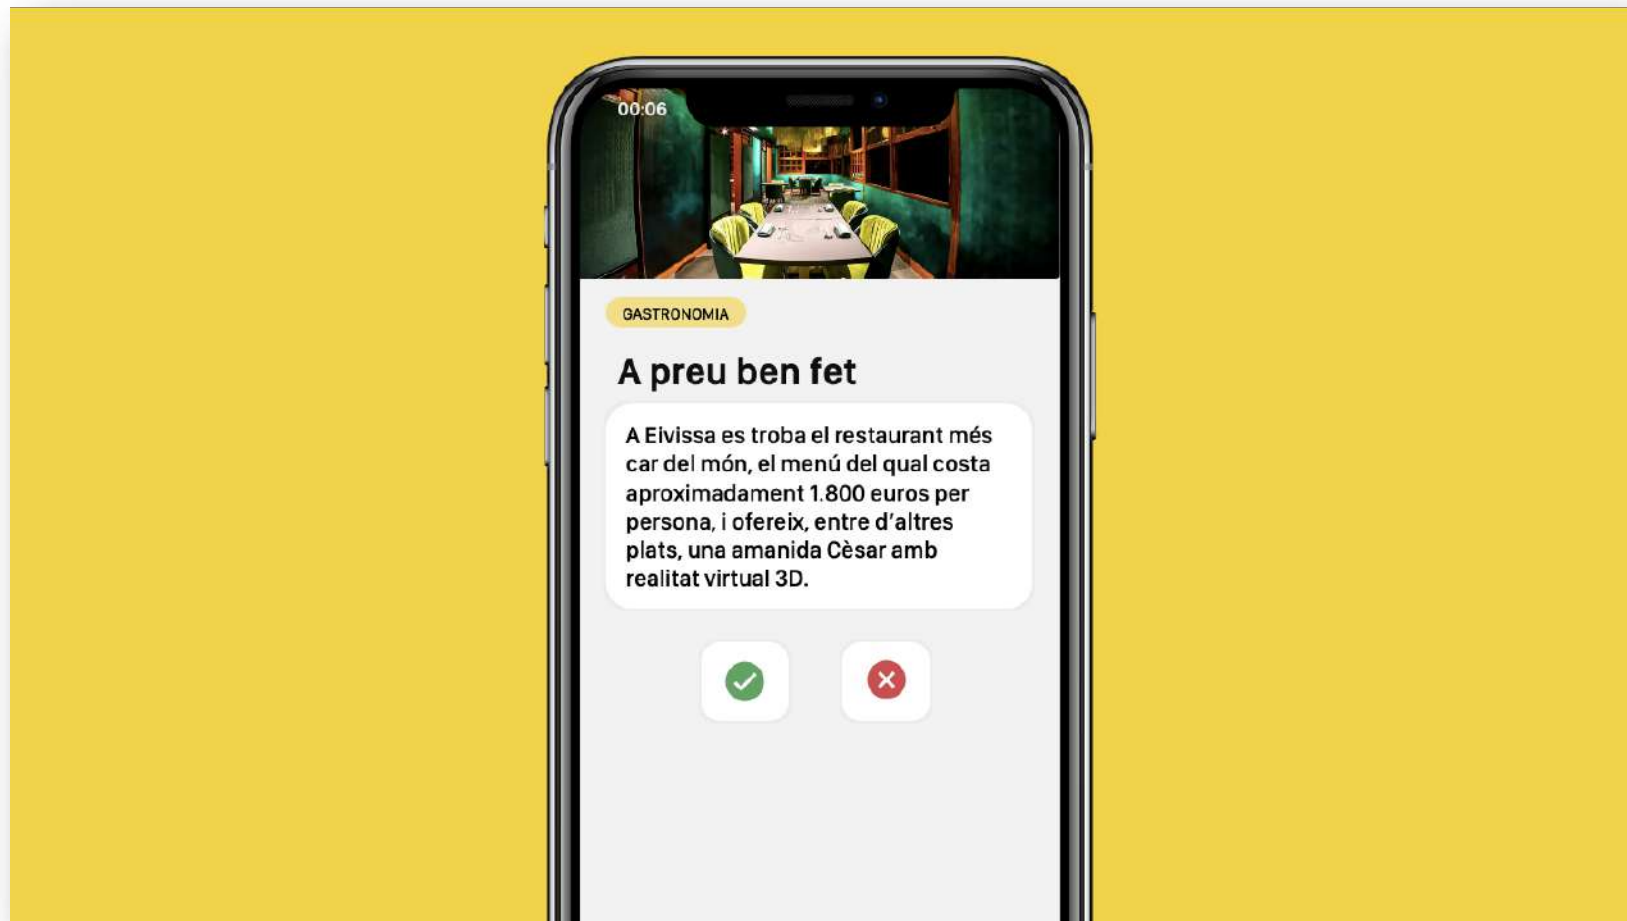 00:06
GASTRONOMIA
A preu ben fet
A Eivissa es troba el restaurant més
car del món, el menú del qual costa
aproximadament 1.800 euros per
persona, i ofereix, entre d’altres
plats, una amanida Cèsar amb
realitat virtual 3D.